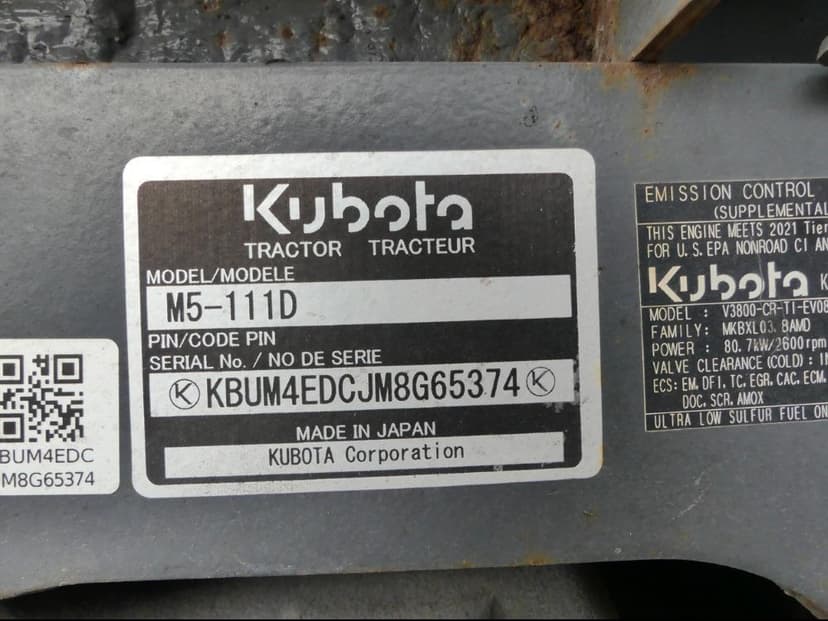 Kubota
TRACTOR TRACTEUR
MODEL/MODELE
M5-111D
PIN/CODE PIN
SERIAL No. / NO DE SERIE
KBUM4EDCJM8G65374
MADE IN JAPAN
KUBOTA Corporation
BUM4EDC
M8G65374
EMISSION CONTROL
(SUPPLEMENTAL
THIS ENGINE MEETS 2021 Tier
FOR U.S. EPA NONROAD CI AN
Kubota K
MODEL : V3800-CR-TI-EV08
FAMILY: MKBXL03.8AMD
POWER : 80.7kW/2600rpm
VALVE CLEARANCE (COLD) :
ECS: EM, DFI, TC, EGR, CAC, ECM,
DOC, SCR, AMOX
ULTRA LOW SULFUR FUEL ON